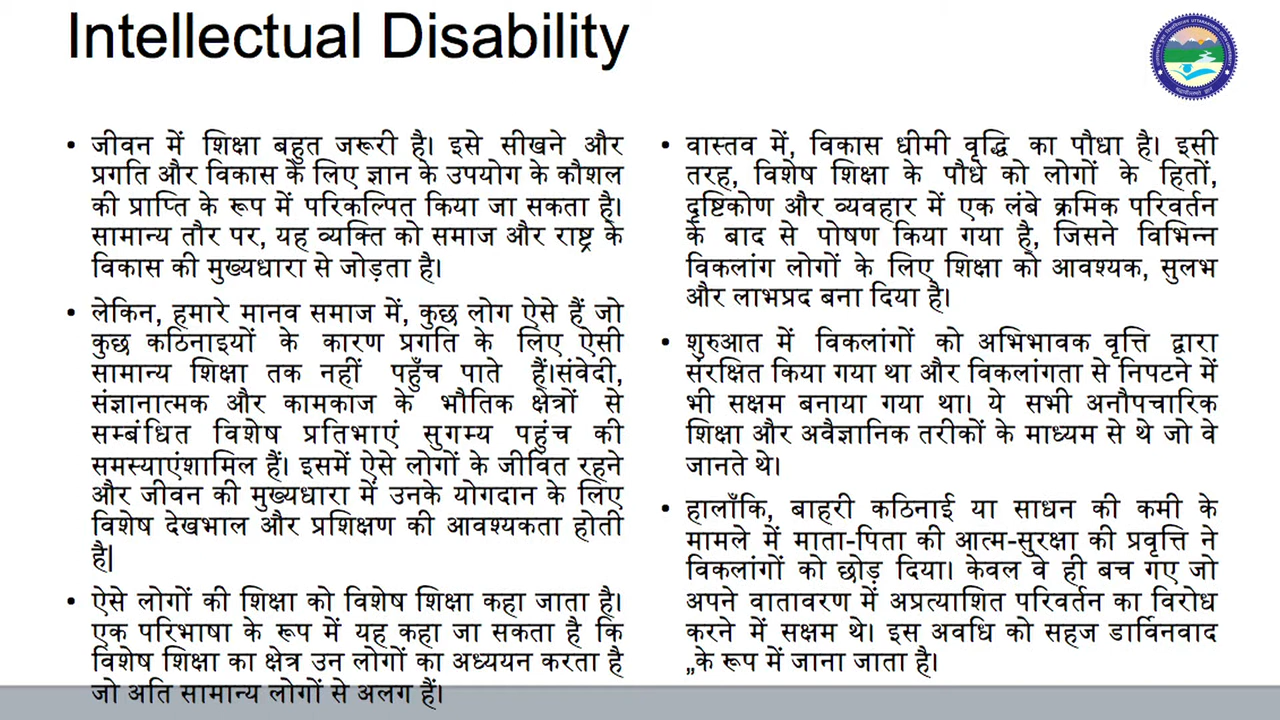 Intellectual Disability
• जीवन में शिक्षा बहुत जरूरी है। इसे सीखने और
प्रगति और विकास के लिए ज्ञान के उपयोग के कौशल
की प्राप्ति के रूप में परिकल्पित किया जा सकता है।
सामान्य तौर पर, यह व्यक्ति को समाज और राष्ट्र के
विकास की मुख्यधारा से जोड़ता है।
• लेकिन, हमारे मानव समाज में, कुछ लोग ऐसे हैं जो
कुछ कठिनाइयों के कारण प्रगति के लिए ऐसी
सामान्य शिक्षा तक नहीं पहुँच पाते हैं।संवेदी,
संज्ञानात्मक और कामकाज के भौतिक क्षेत्रों से
सम्बंधित विशेष प्रतिभाएं सुगम्य पहुंच की
समस्याएंशामिल हैं। इसमें ऐसे लोगों के जीवित रहने
और जीवन की मुख्यधारा में उनके योगदान के लिए
विशेष देखभाल और प्रशिक्षण की आवश्यकता होती
है|
• ऐसे लोगों की शिक्षा को विशेष शिक्षा कहा जाता है।
एक परिभाषा के रूप में यह कहा जा सकता है कि
विशेष शिक्षा का क्षेत्र उन लोगों का अध्ययन करता है
जो अति सामान्य लोगों से अलग हैं।
• वास्तव में, विकास धीमी वृद्धि का पौधा है। इसी
तरह, विशेष शिक्षा के पौधे को लोगों के हितों,
दृष्टिकोण और व्यवहार में एक लंबे क्रमिक परिवर्तन
के बाद से पोषण किया गया है, जिसने विभिन्न
विकलांग लोगों के लिए शिक्षा को आवश्यक, सुलभ
और लाभप्रद बना दिया है।
• शुरुआत में विकलांगों को अभिभावक वृत्ति द्वारा
संरक्षित किया गया था और विकलांगता से निपटने में
भी सक्षम बनाया गया था। ये सभी अनौपचारिक
शिक्षा और अवैज्ञानिक तरीकों के माध्यम से थे जो वे
जानते थे।
• हालाँकि, बाहरी कठिनाई या साधन की कमी के
मामले में माता-पिता की आत्म-सुरक्षा की प्रवृत्ति ने
विकलांगों को छोड़ दिया। केवल वे ही बच गए जो
अपने वातावरण में अप्रत्याशित परिवर्तन का विरोध
करने में सक्षम थे। इस अवधि को सहज डार्विनवाद
„के रूप में जाना जाता है।